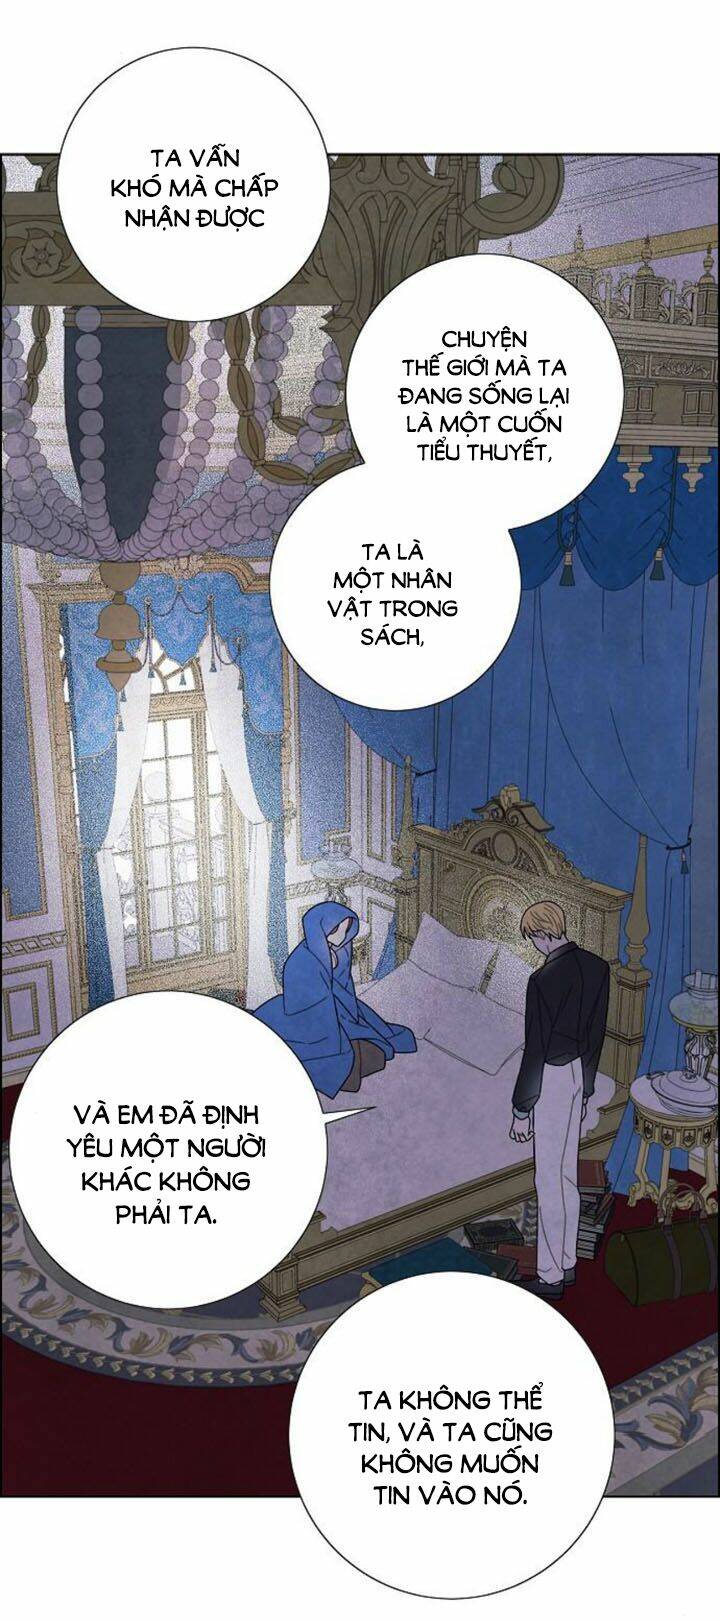 TA VẪN
KHÓ MÀ CHẤP
NHẬN ĐƯỢC
CHUYỆN
THẾ GIỚI MÀ TA
ĐANG SỐNG LẠI
LÀ MỘT CUỐN
TIỂU THUYẾT,
TA LÀ
MỘT NHÂN
VẬT TRONG
SÁCH,
VÀ EM ĐÃ ĐỊNH
YÊU MỘT NGƯỜI
KHÁC KHÔNG
PHẢI TA.
TA KHÔNG THỂ
TIN, VÀ TA CŨNG
KHÔNG MUỐN
TIN VÀO NÓ.